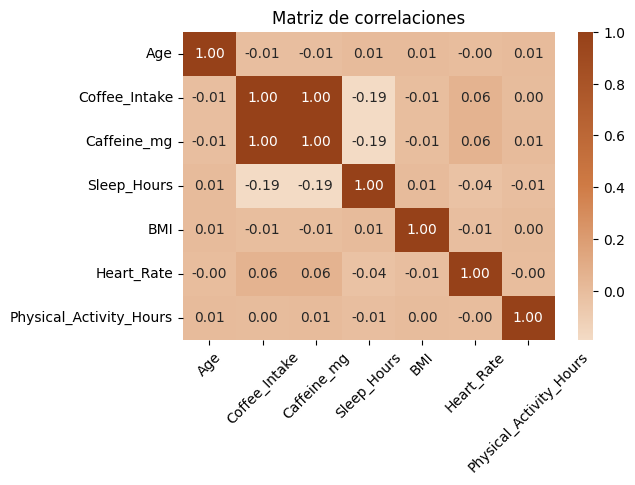 Matriz de correlaciones
Age 1.00 -0.01 -0.01 0.01 0.01 -0.00 0.01
Coffee_Intake -0.01 1.00 1.00 -0.19 -0.01 0.06 0.00
Caffeine_mg -0.01 1.00 1.00 -0.19 -0.01 0.06 0.01
Sleep_Hours 0.01 -0.19 -0.19 1.00 0.01 -0.04 -0.01
BMI 0.01 -0.01 -0.01 0.01 1.00 -0.01 0.00
Heart_Rate -0.00 0.06 0.06 -0.04 -0.01 1.00 -0.00
Physical_Activity_Hours 0.01 0.00 0.01 -0.01 0.00 -0.00 1.00
Age Coffee_Intake Caffeine_mg Sleep_Hours BMI Heart_Rate Physical_Activity_Hours
1.0
0.8
0.6
0.4
0.2
0.0